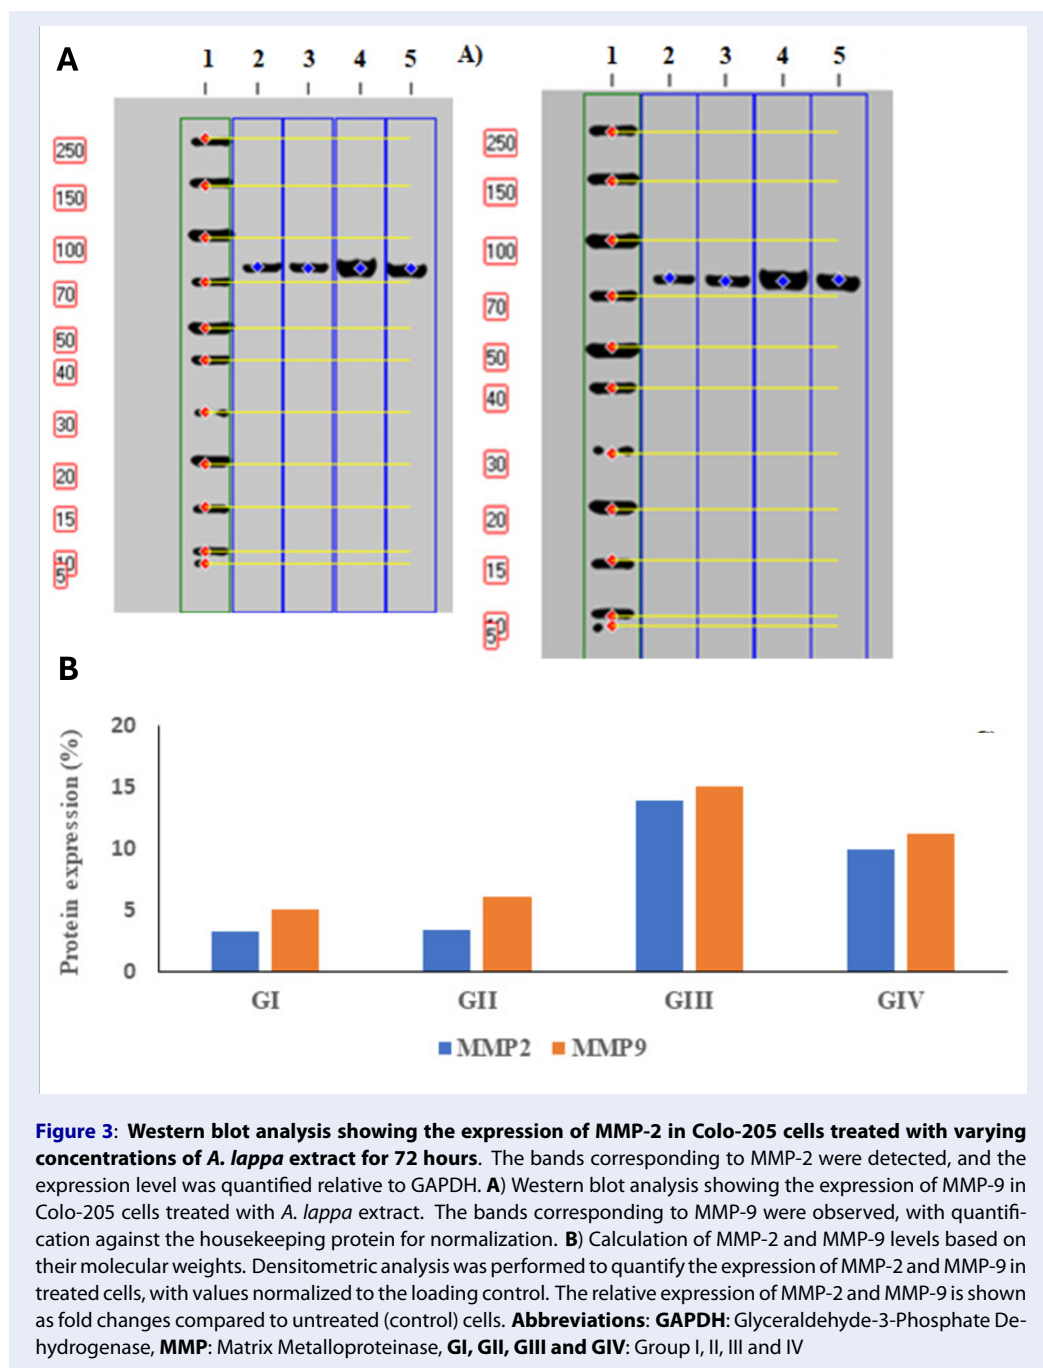 A
1 2 3 4 5
A)
1 2 3 4 5
250
150
100
70
50
40
30
20
15
10
5
250
150
100
70
50
40
30
20
15
10
5
B
Protein expression (%)
20
15
10
5
0
GI GII GIII GIV
MMP2 MMP9
Figure 3: Western blot analysis showing the expression of MMP-2 in Colo-205 cells treated with varying
concentrations of A. lappa extract for 72 hours. The bands corresponding to MMP-2 were detected, and the
expression level was quantified relative to GAPDH. A) Western blot analysis showing the expression of MMP-9 in
Colo-205 cells treated with A. lappa extract. The bands corresponding to MMP-9 were observed, with quantifi-
cation against the housekeeping protein for normalization. B) Calculation of MMP-2 and MMP-9 levels based on
their molecular weights. Densitometric analysis was performed to quantify the expression of MMP-2 and MMP-9 in
treated cells, with values normalized to the loading control. The relative expression of MMP-2 and MMP-9 is shown
as fold changes compared to untreated (control) cells. Abbreviations: GAPDH: Glyceraldehyde-3-Phosphate De-
hydrogenase, MMP: Matrix Metalloproteinase, GI, GII, GIII and GIV: Group I, II, III and IV